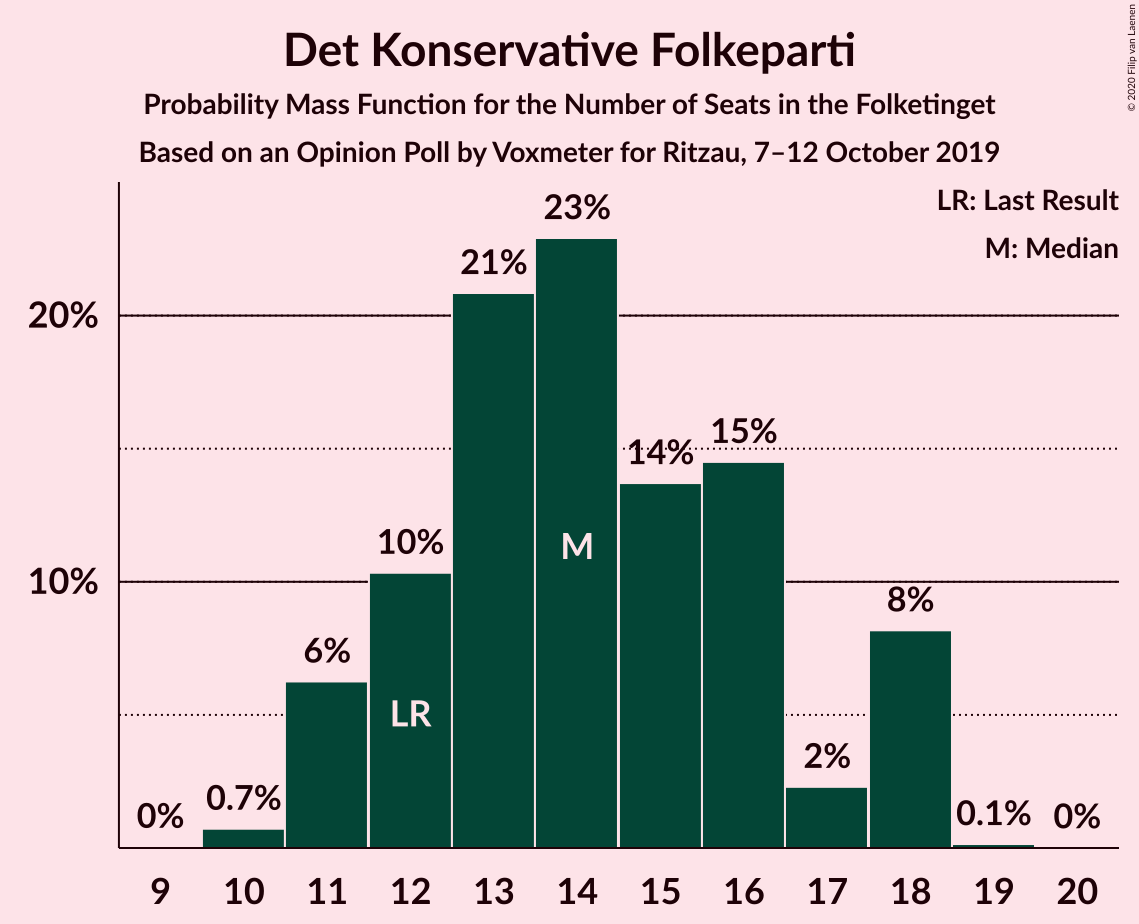 Det Konservative Folkeparti
Probability Mass Function for the Number of Seats in the Folketinget
Based on an Opinion Poll by Voxmeter for Ritzau, 7–12 October 2019
© 2020 Filip van Laenen
LR: Last Result
M: Median
20%
10%
0%
0.7%
6%
10%
21%
23%
14%
15%
2%
8%
0.1%
0%
LR
M
9 10 11 12 13 14 15 16 17 18 19 20